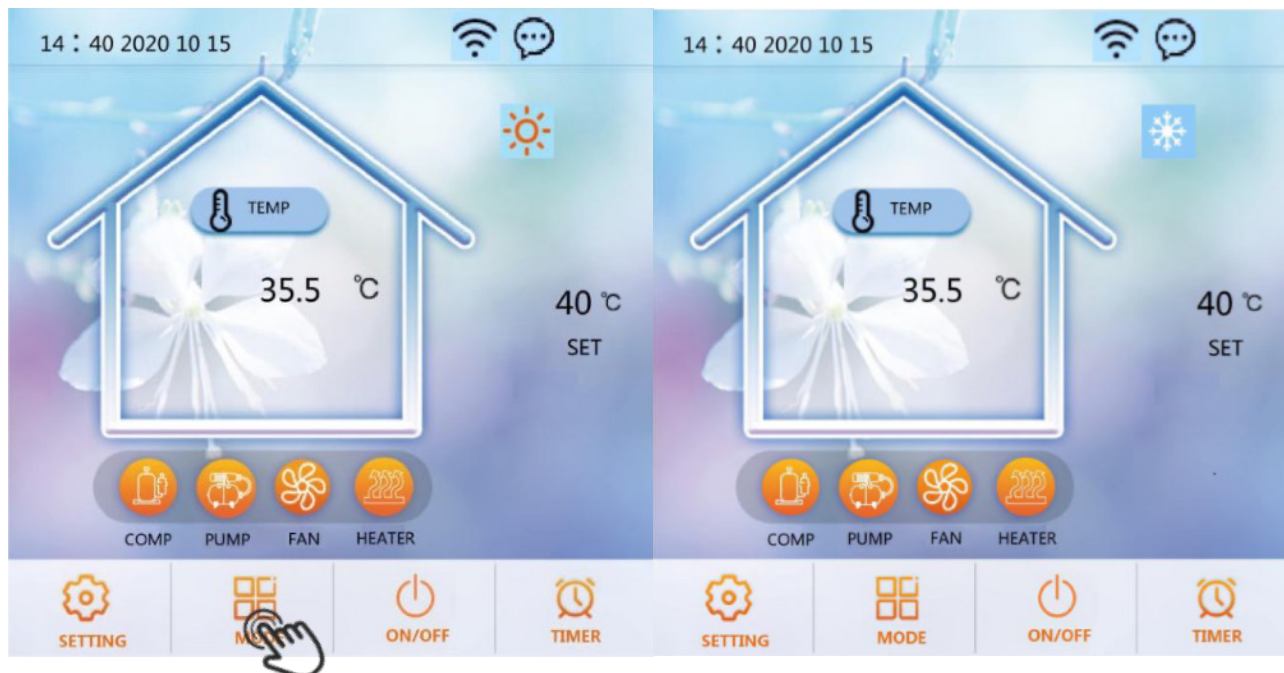 14：40 2020 10 15
TEMP
35.5 ℃
40 ℃
SET
COMP PUMP FAN HEATER
SETTING MODE ON/OFF TIMER
14：40 2020 10 15
TEMP
35.5 ℃
40 ℃
SET
COMP PUMP FAN HEATER
SETTING MODE ON/OFF TIMER